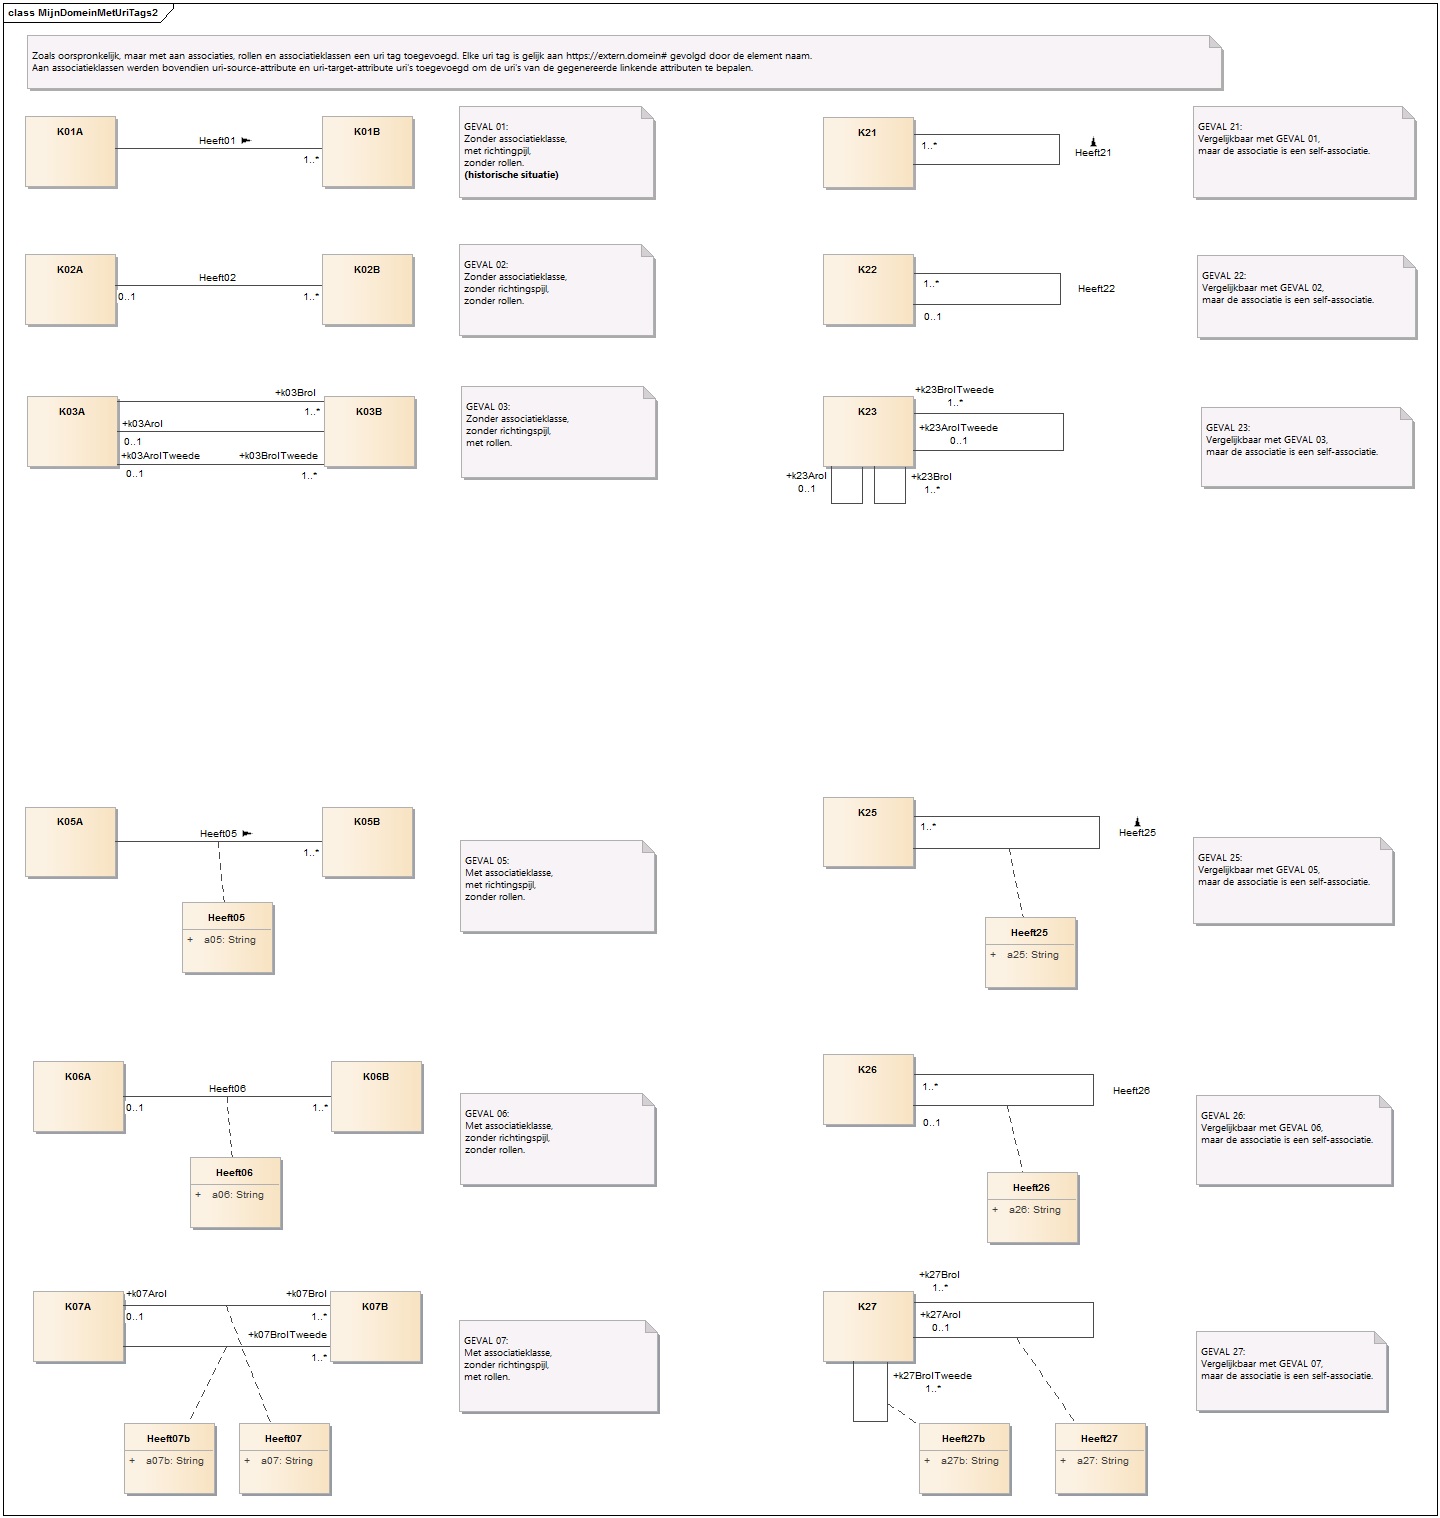 class MijnDomeinMetUriTags2
Zoals oorspronkelijk, maar met aan associaties, rollen en associatieklassen een uri tag toegevoegd. Elke uri tag is gelijk aan https://extern.domein# gevolgd door de element naam.
Aan associatieklassen werden bovendien uri-source-attribute en uri-target-attribute uri's toegevoegd om de uri's van de gegenereerde linkende attributen te bepalen.
K01A
Heeft01
1..*
K01B
GEVAL 01:
Zonder associatieklasse,
met richtingpijl,
zonder rollen.
(historische situatie)
K21
1..*
Heeft21
GEVAL 21:
Vergelijkbaar met GEVAL 01,
maar de associatie is een self-associatie.
K02A
0..1
Heeft02
1..*
K02B
GEVAL 02:
Zonder associatieklasse,
zonder richtingspijl,
zonder rollen.
K22
1..*
0..1
Heeft22
GEVAL 22:
Vergelijkbaar met GEVAL 02,
maar de associatie is een self-associatie.
K03A
+k03Brol
1..*
+k03Arol
0..1
+k03ArolTweede
0..1
+k03BrolTweede
1..*
K03B
GEVAL 03:
Zonder associatieklasse,
zonder richtingspijl,
met rollen.
K23
+k23BrolTweede
1..*
+k23ArolTweede
0..1
+k23Arol
0..1
+k23Brol
1..*
GEVAL 23:
Vergelijkbaar met GEVAL 03,
maar de associatie is een self-associatie.
K05A
Heeft05
1..*
K05B
Heeft05
+ a05: String
GEVAL 05:
Met associatieklasse,
met richtingspijl,
zonder rollen.
K25
1..*
Heeft25
Heeft25
+ a25: String
GEVAL 25:
Vergelijkbaar met GEVAL 05,
maar de associatie is een self-associatie.
K06A
0..1
Heeft06
1..*
K06B
Heeft06
+ a06: String
GEVAL 06:
Met associatieklasse,
zonder richtingspijl,
zonder rollen.
K26
1..*
0..1
Heeft26
Heeft26
+ a26: String
GEVAL 26:
Vergelijkbaar met GEVAL 06,
maar de associatie is een self-associatie.
K07A
+k07Arol
0..1
+k07Brol
1..*
+k07BrolTweede
1..*
K07B
Heeft07b
+ a07b: String
Heeft07
+ a07: String
GEVAL 07:
Met associatieklasse,
zonder richtingspijl,
met rollen.
K27
+k27Brol
1..*
+k27Arol
0..1
+k27BrolTweede
1..*
Heeft27b
+ a27b: String
Heeft27
+ a27: String
GEVAL 27:
Vergelijkbaar met GEVAL 07,
maar de associatie is een self-associatie.